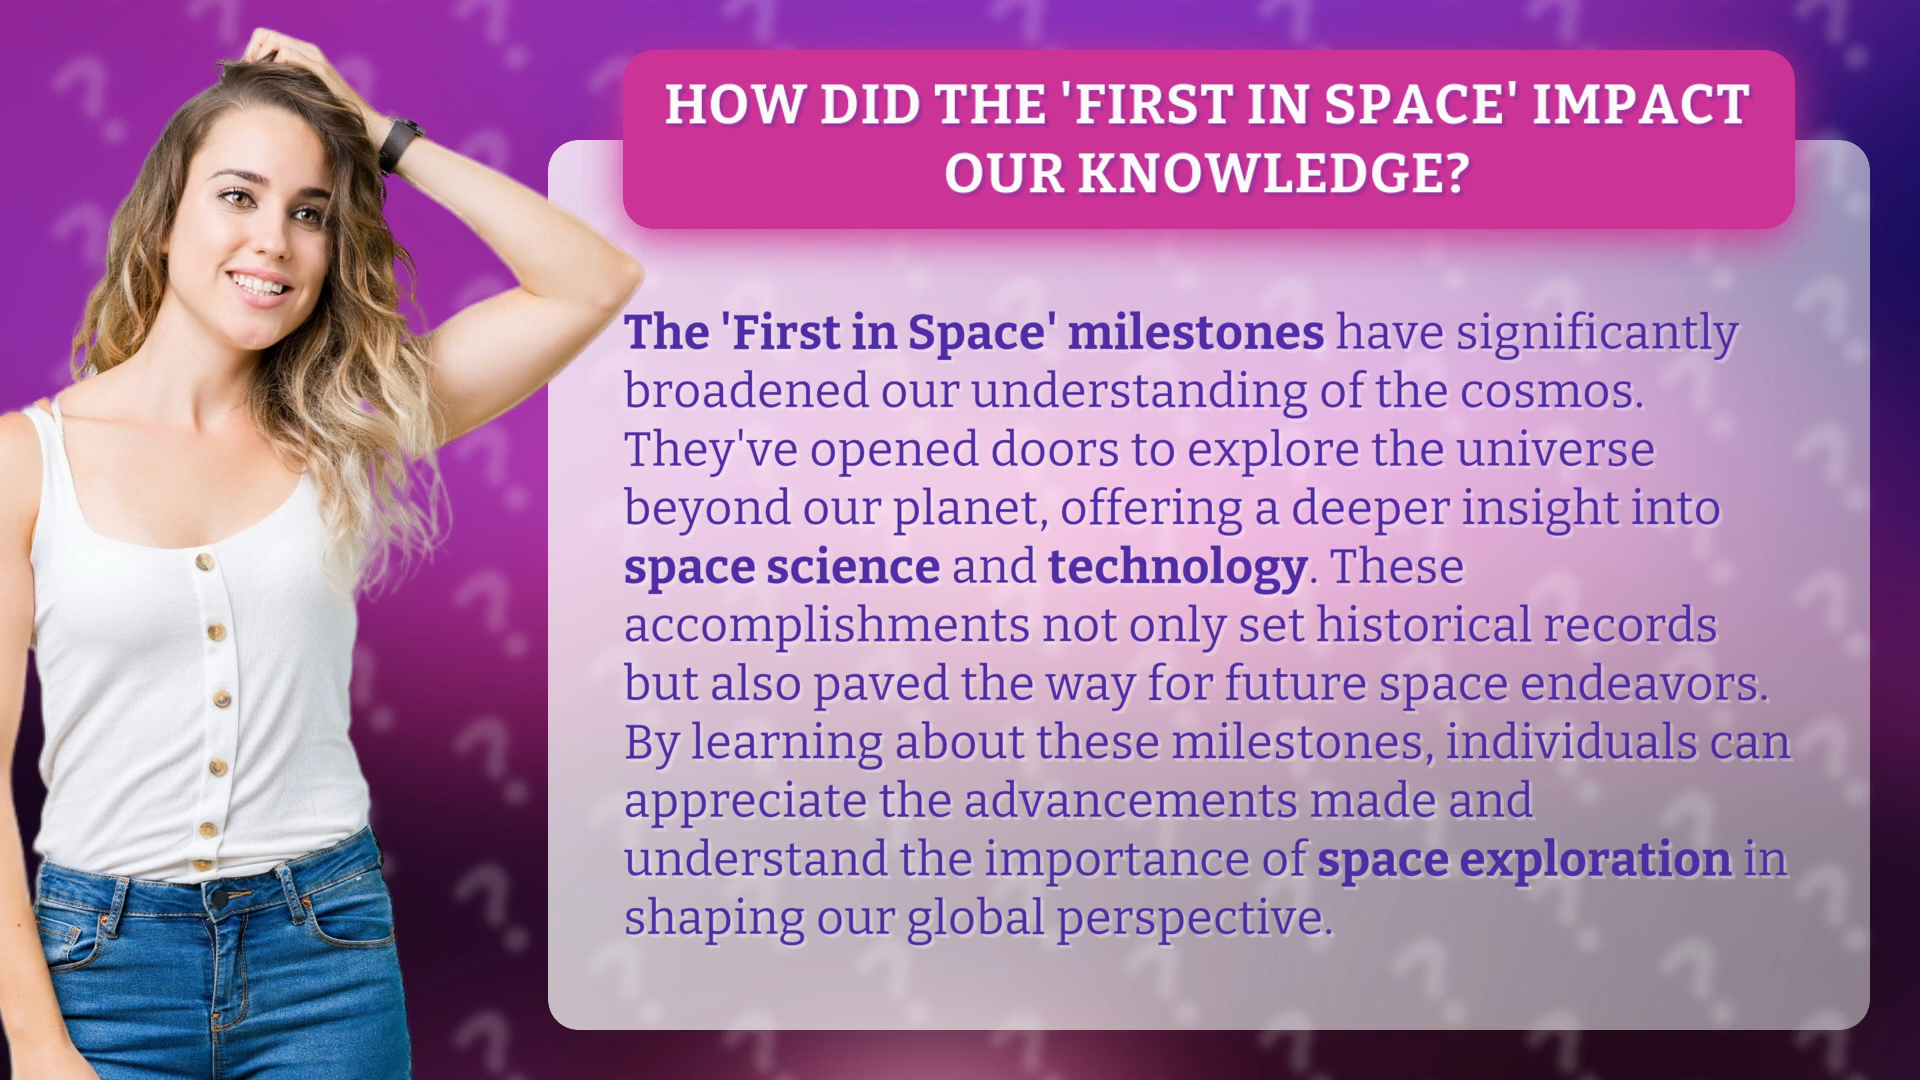 HOW DID THE 'FIRST IN SPACE' IMPACT
OUR KNOWLEDGE?
The 'First in Space' milestones have significantly
broadened our understanding of the cosmos.
They've opened doors to explore the universe
beyond our planet, offering a deeper insight into
space science and technology. These
accomplishments not only set historical records
but also paved the way for future space endeavors.
By learning about these milestones, individuals can
appreciate the advancements made and
understand the importance of space exploration in
shaping our global perspective.